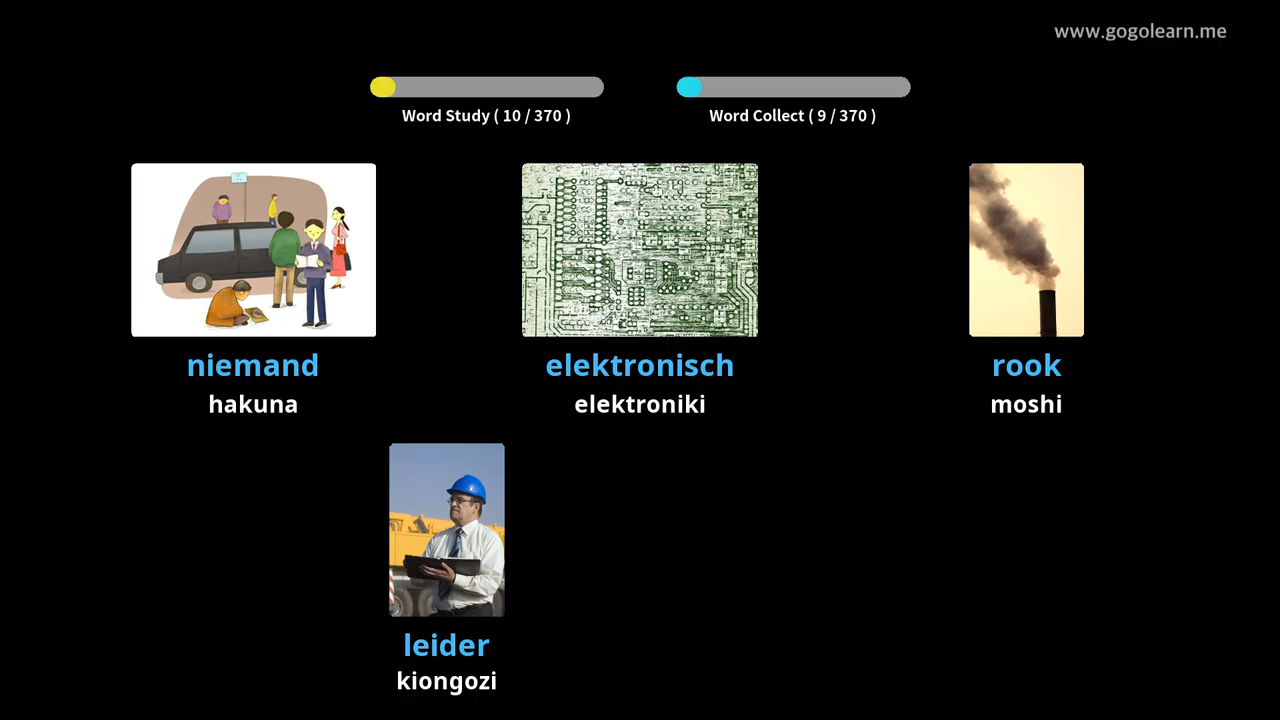 www.gogolearn.me
Word Study ( 10 / 370 )
Word Collect ( 9 / 370 )
niemand
hakuna
elektronisch
elektroniki
rook
moshi
leider
kiongozi